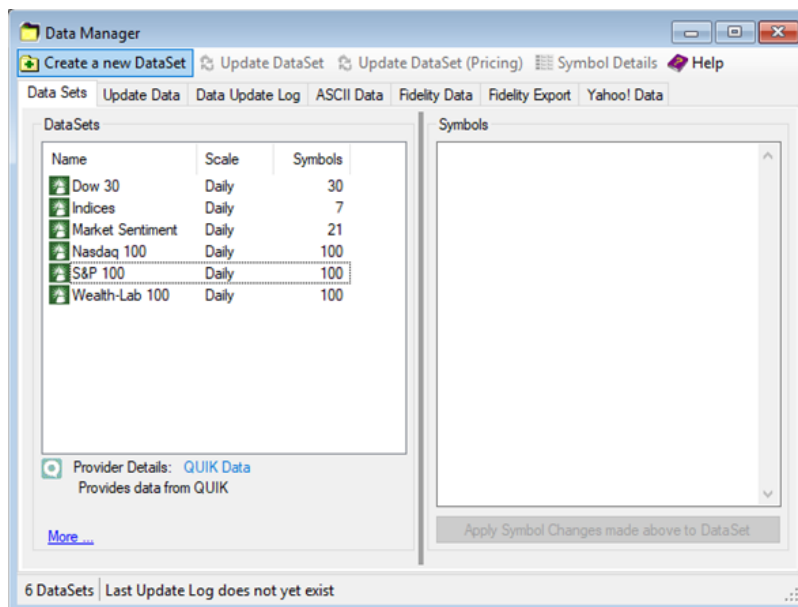 Data Manager
Create a new DataSet Update DataSet Update DataSet (Pricing) Symbol Details Help
Data Sets Update Data Data Update Log ASCII Data Fidelity Data Fidelity Export Yahoo! Data
DataSets
Name Scale Symbols
Dow 30 Daily 30
Indices Daily 7
Market Sentiment Daily 21
Nasdaq 100 Daily 100
S&P 100 Daily 100
Wealth-Lab 100 Daily 100
Provider Details: QUIK Data
Provides data from QUIK
More ...
Symbols
Apply Symbol Changes made above to DataSet
6 DataSets Last Update Log does not yet exist